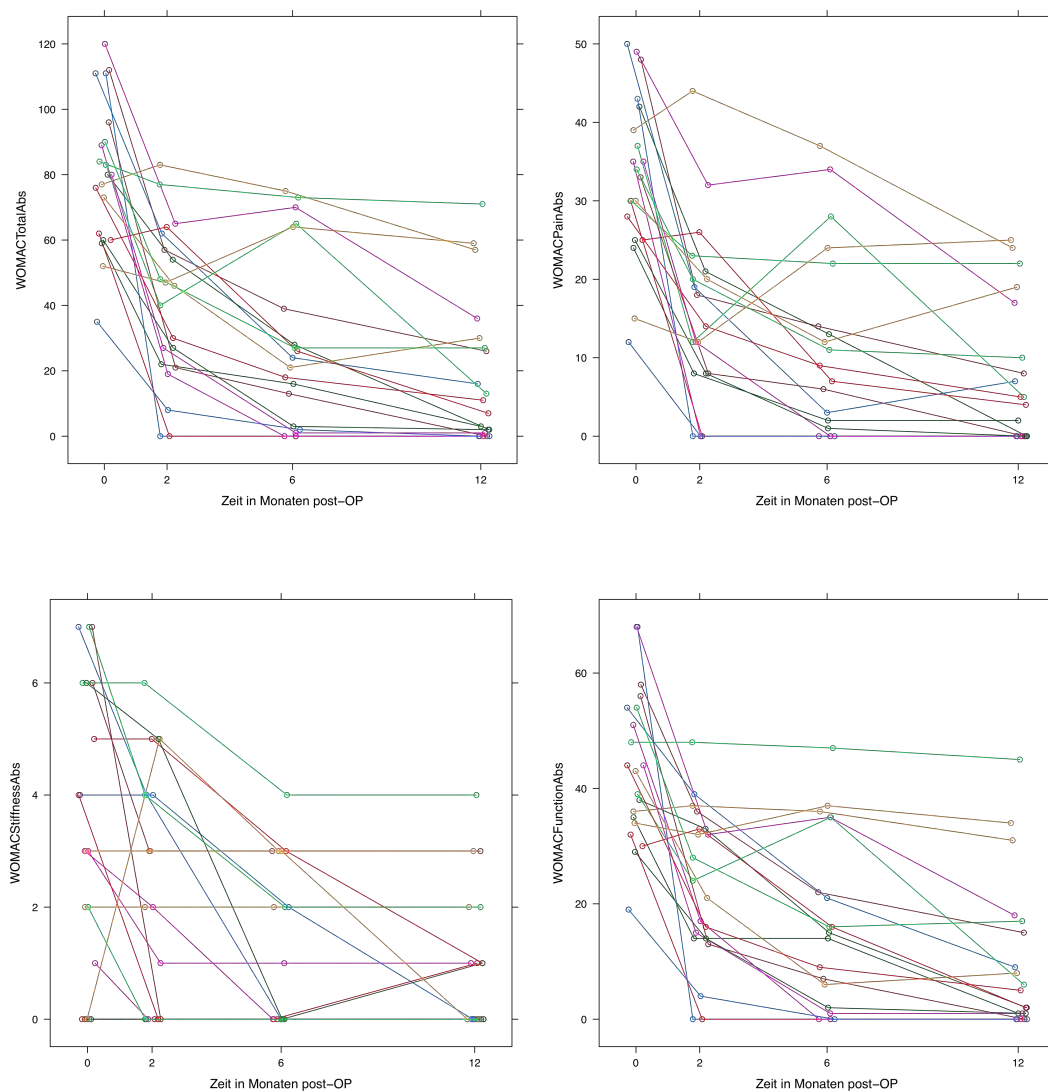 WOMACTotalAbs
120
100
80
60
40
20
0
0 2 6 12
Zeit in Monaten post−OP
WOMACPainAbs
50
40
30
20
10
0
0 2 6 12
Zeit in Monaten post−OP
WOMACStiffnessAbs
6
4
2
0
0 2 6 12
Zeit in Monaten post−OP
WOMACFunctionAbs
60
40
20
0
0 2 6 12
Zeit in Monaten post−OP